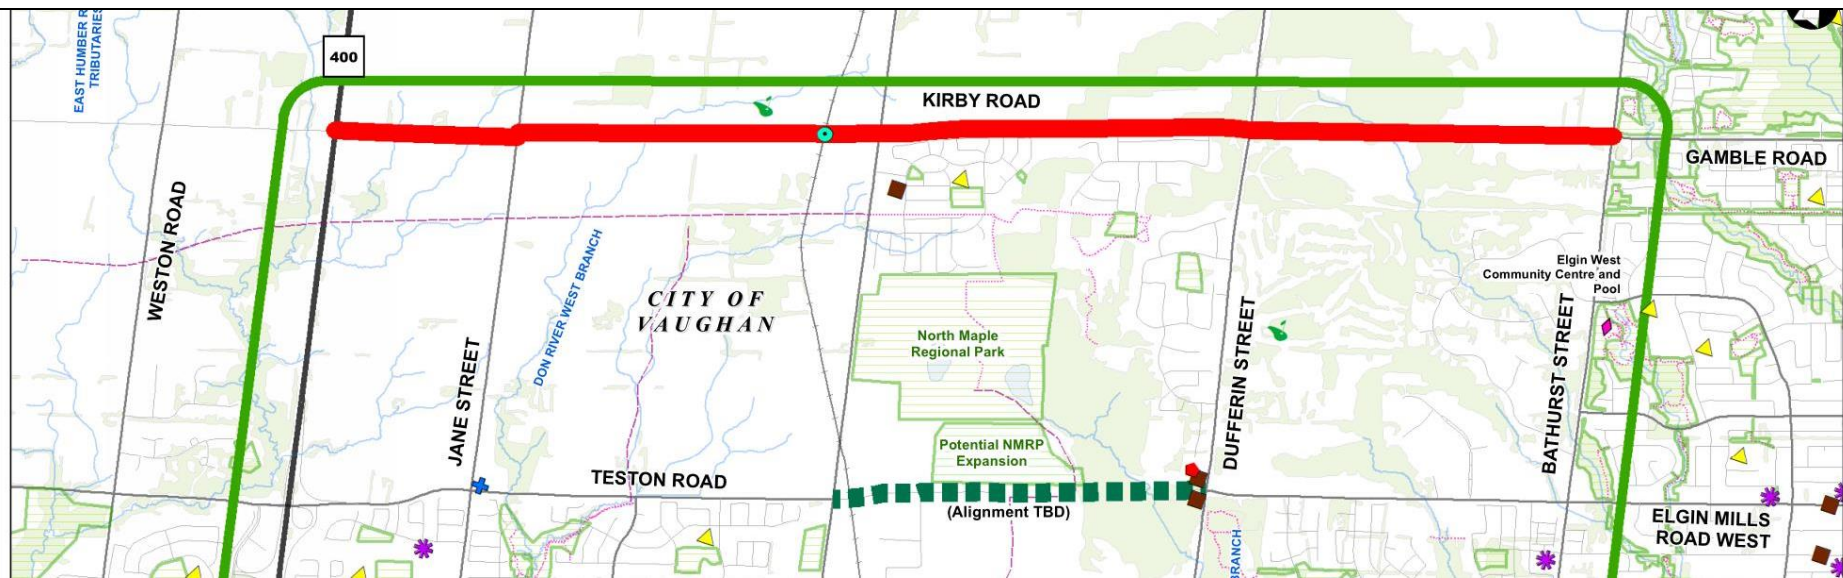 EAST HUMBER R
TRIBUTARIES
400
KIRBY ROAD
GAMBLE ROAD
WESTON ROAD
DON RIVER WEST BRANCH
CITY OF
VAUGHAN
Elgin West
Community Centre and
Pool
North Maple
Regional Park
JANE STREET
DUFFERIN STREET
BATHURST STREET
Potential NMRP
Expansion
TESTON ROAD
(Alignment TBD)
ELGIN MILLS
ROAD WEST
BRANCH